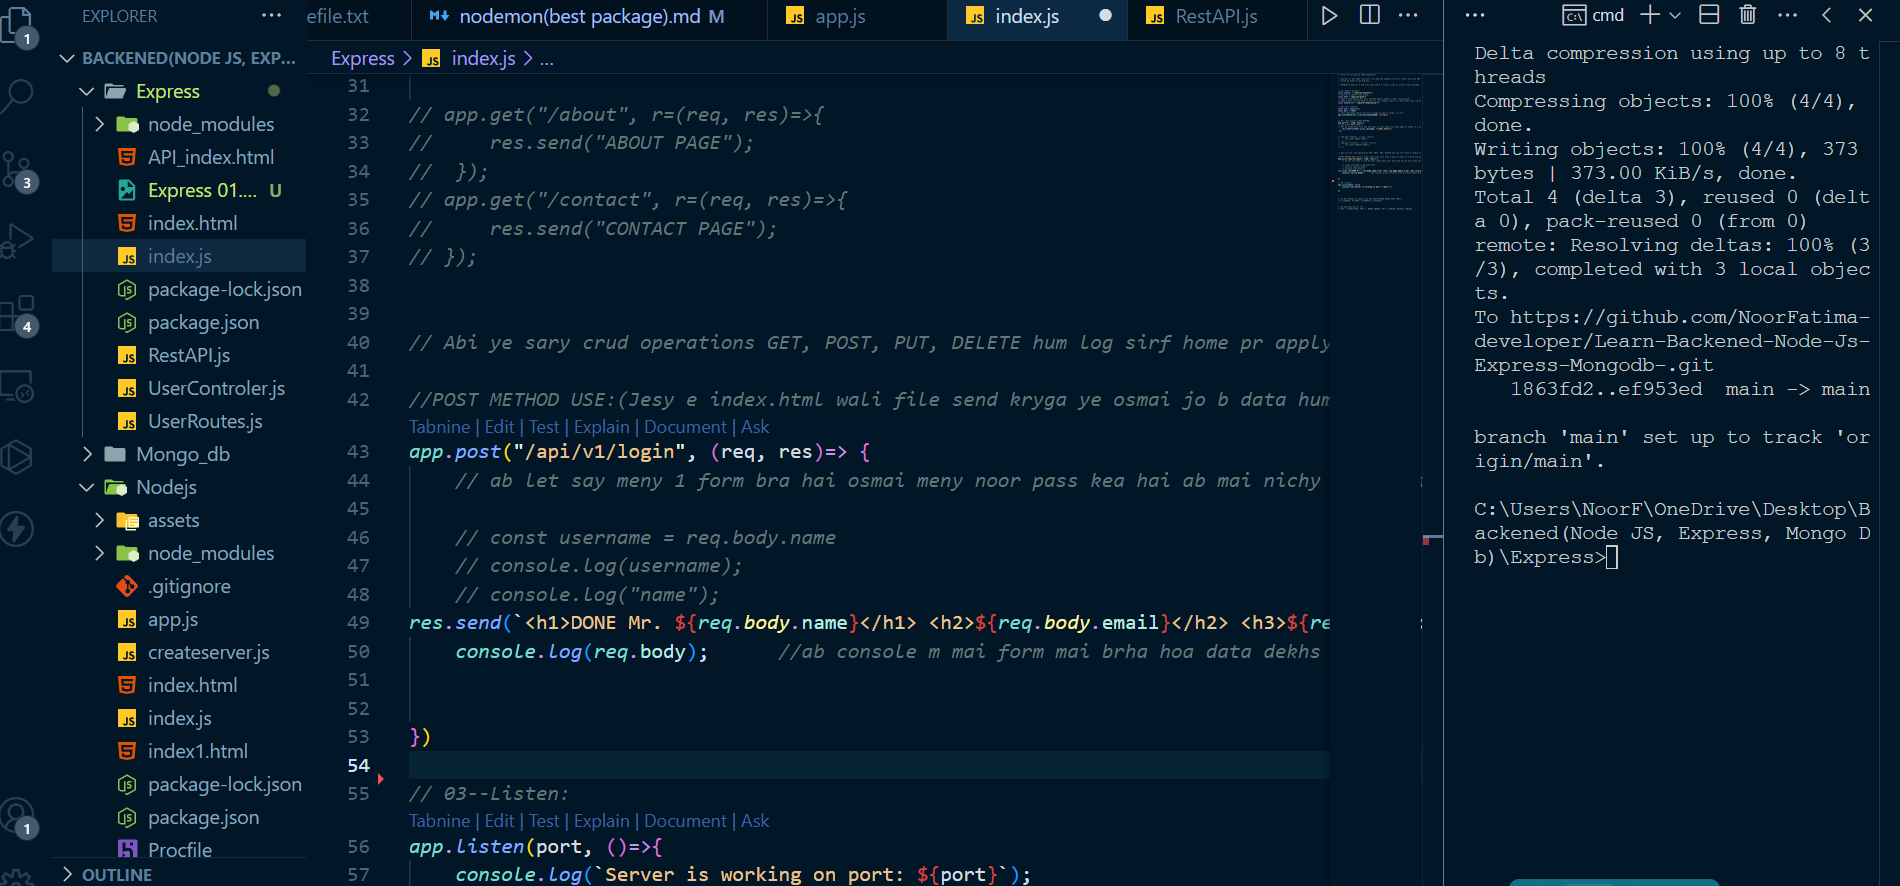 EXPLORER
BACKENED(NODE JS, EXP...
Express
node_modules
API_index.html
Express 01.... U
index.html
index.js
package-lock.json
package.json
RestAPI.js
UserControler.js
UserRoutes.js
Mongo_db
Nodejs
assets
node_modules
.gitignore
app.js
createserver.js
index.html
index.js
index1.html
package-lock.json
package.json
Procfile
OUTLINE
1
3
4
1
efile.txt
nodemon(best package).md M
app.js
index.js
RestAPI.js
Express > index.js > ...
31
32 // app.get("/about", r=(req, res)=>{
33 //     res.send("ABOUT PAGE");
34 //  });
35 // app.get("/contact", r=(req, res)=>{
36 //     res.send("CONTACT PAGE");
37 // });
38
39
40 // Abi ye sary crud operations GET, POST, PUT, DELETE hum log sirf home pr apply
41
42 //POST METHOD USE:(Jesy e index.html wali file send kryga ye osmai jo b data hum
Tabnine | Edit | Test | Explain | Document | Ask
43 app.post("/api/v1/login", (req, res)=> {
44     // ab let say meny 1 form bra hai osmai meny noor pass kea hai ab mai nichy
45
46     // const username = req.body.name
47     // console.log(username);
48     // console.log("name");
49 res.send(`<h1>DONE Mr. ${req.body.name}</h1> <h2>${req.body.email}</h2> <h3>${re
50     console.log(req.body);      //ab console m mai form mai brha hoa data dekhs
51
52
53 })
54
55 // 03--Listen:
Tabnine | Edit | Test | Explain | Document | Ask
56 app.listen(port, ()=>{
57     console.log(`Server is working on port: ${port}`);
cmd
Delta compression using up to 8 t
hreads
Compressing objects: 100% (4/4),
done.
Writing objects: 100% (4/4), 373
bytes | 373.00 KiB/s, done.
Total 4 (delta 3), reused 0 (delt
a 0), pack-reused 0 (from 0)
remote: Resolving deltas: 100% (3
/3), completed with 3 local objec
ts.
To https://github.com/NoorFatima-
developer/Learn-Backened-Node-Js-
Express-Mongodb-.git
   1863fd2..ef953ed  main -> main
branch 'main' set up to track 'or
igin/main'.
C:\Users\NoorF\OneDrive\Desktop\B
ackened(Node JS, Express, Mongo D
b)\Express>